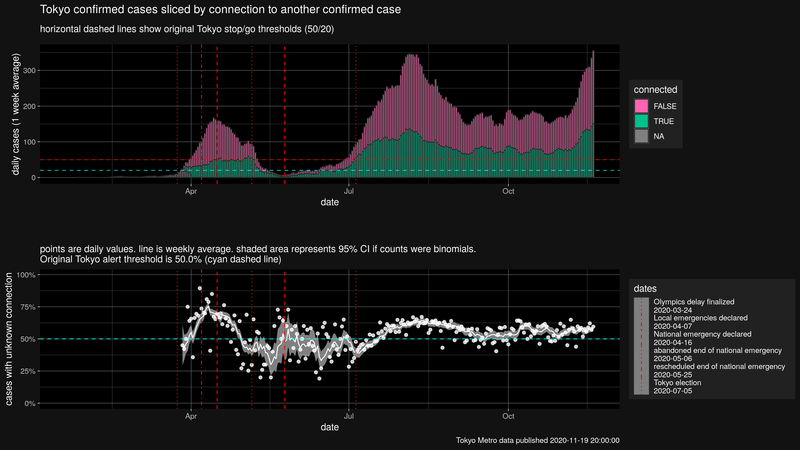 Tokyo confirmed cases sliced by connection to another confirmed case
horizontal dashed lines show original Tokyo stop/go thresholds (50/20)
daily cases (1 week average)
300
200
100
0
Apr
Jul
Oct
date
connected
FALSE
TRUE
NA
points are daily values. line is weekly average. shaded area represents 95% CI if counts were binomials.
Original Tokyo alert threshold is 50.0% (cyan dashed line)
cases with unknown connection
100%
75%
50%
25%
0%
Apr
Jul
Oct
date
dates
Olympics delay finalized
2020-03-24
Local emergencies declared
2020-04-07
National emergency declared
2020-04-16
abandoned end of national emergency
2020-05-06
rescheduled end of national emergency
2020-05-25
Tokyo election
2020-07-05
Tokyo Metro data published 2020-11-19 20:00:00